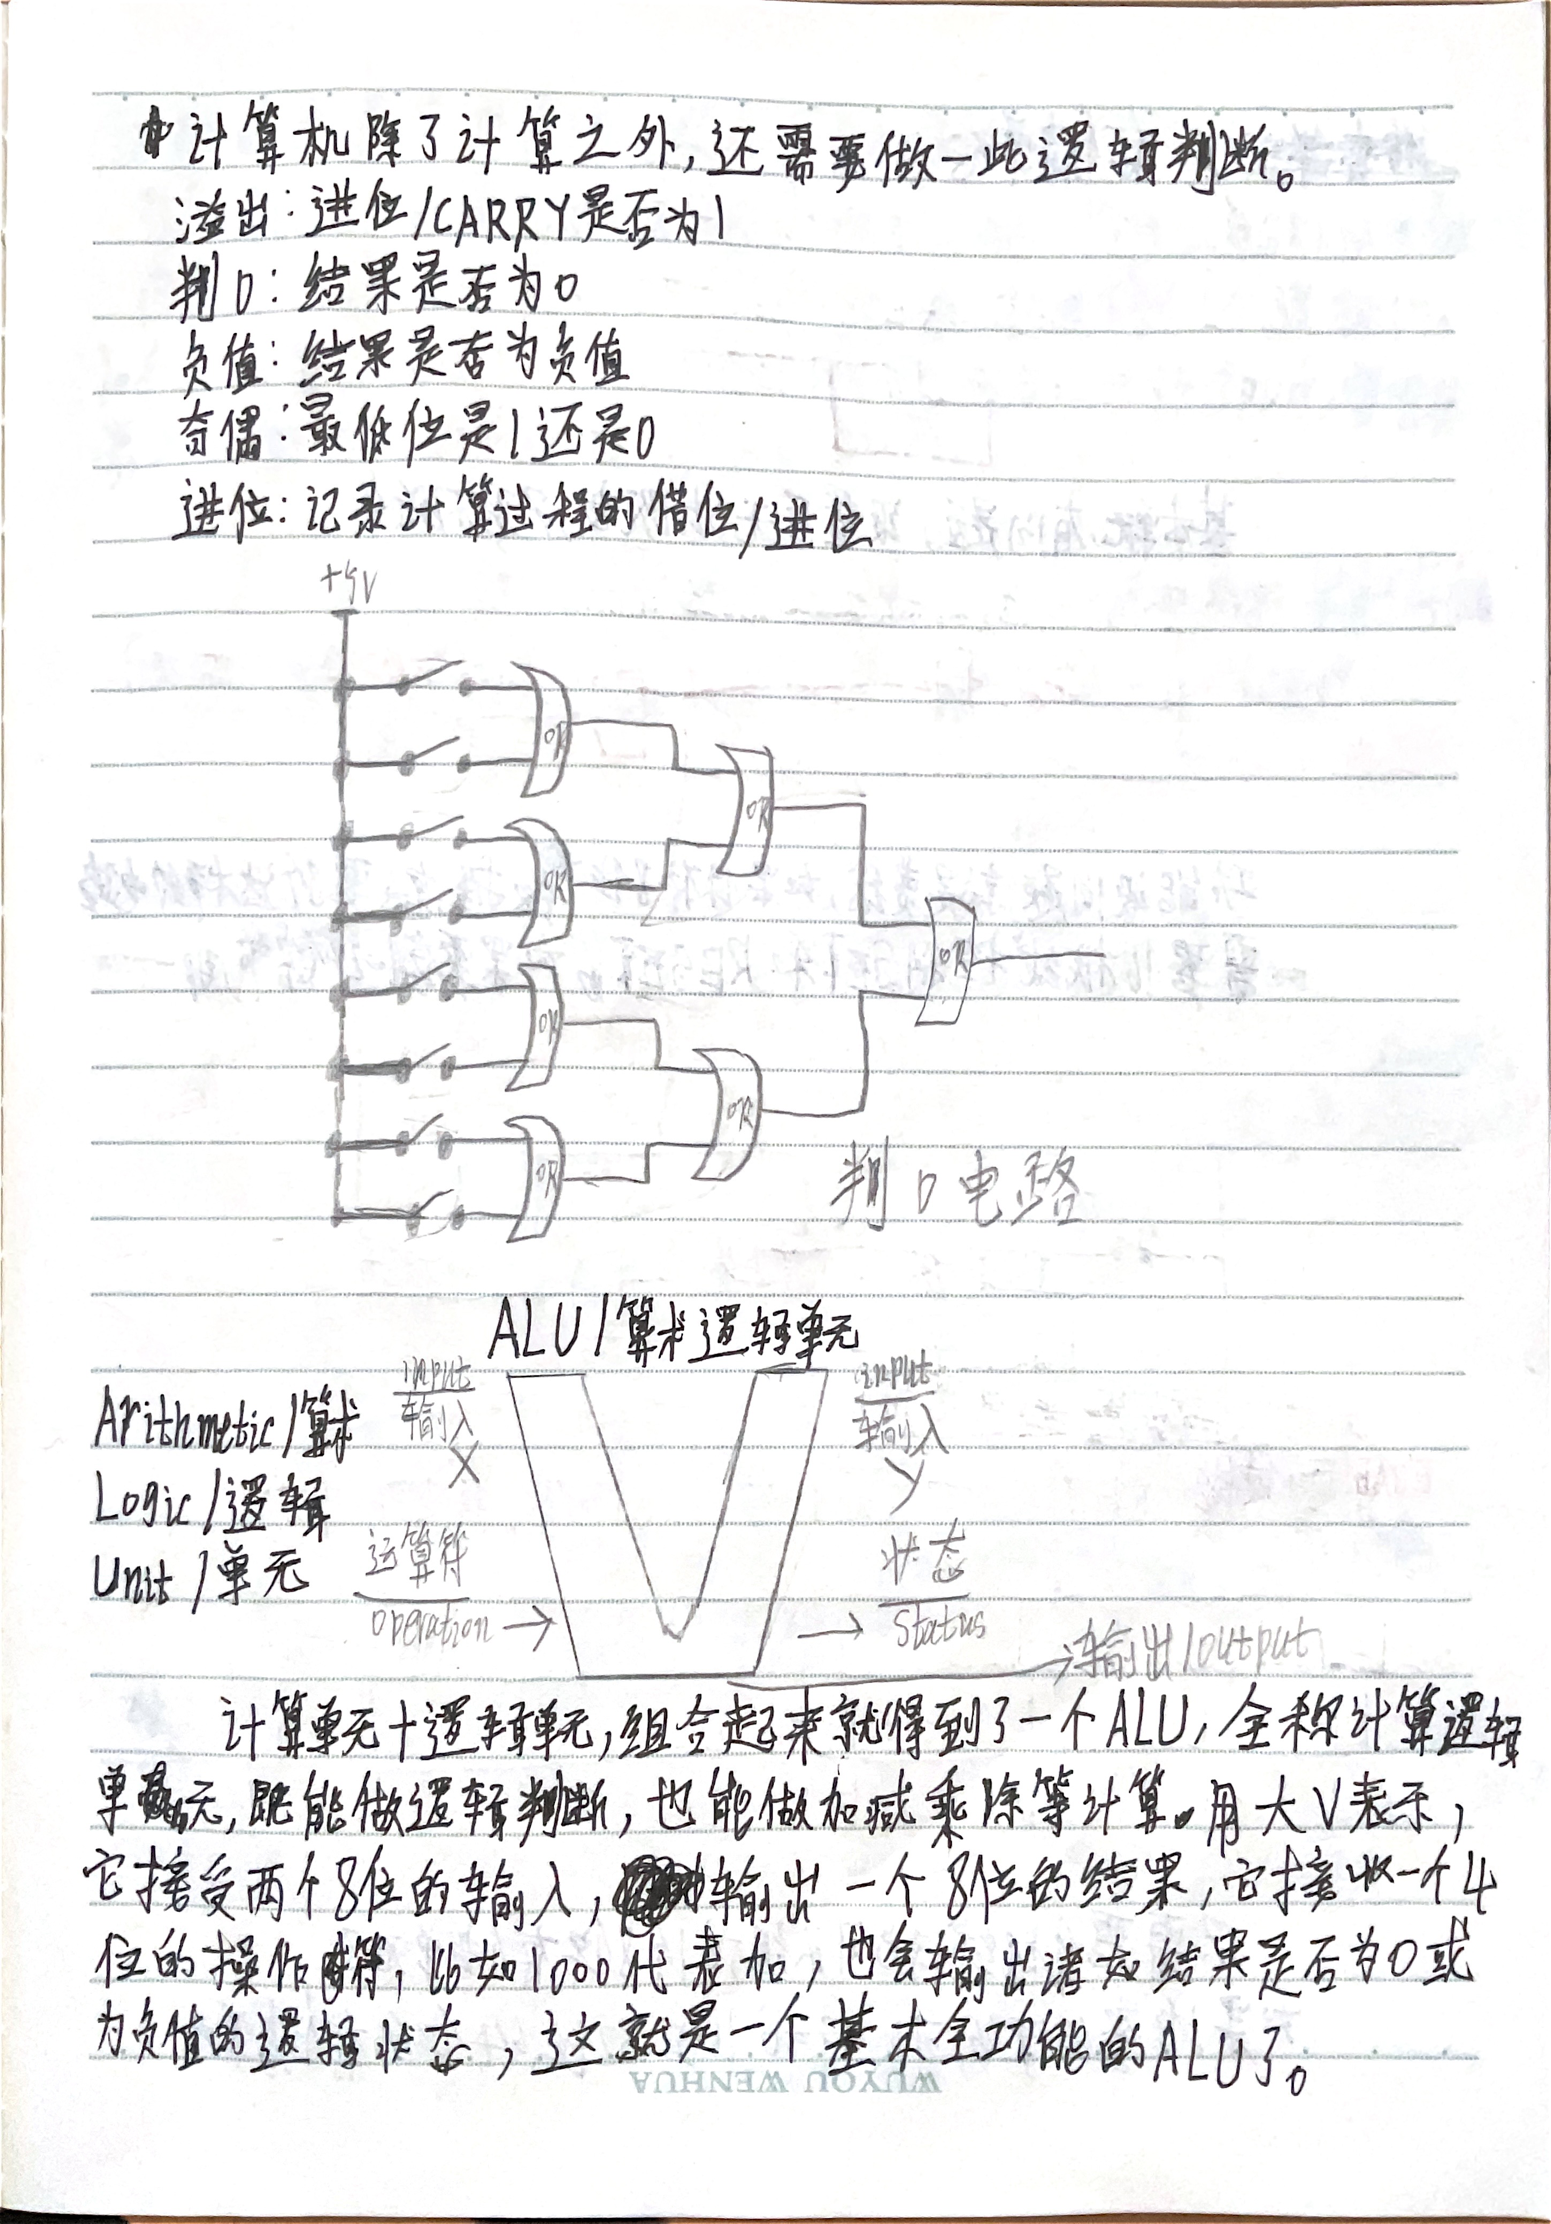 计算机除了计算之外，还需要做一些逻辑判断。
溢出：进位/CARRY是否为1
判0：结果是否为0
负值：结果是否为负值
奇偶：最低位是1还是0
进位：记录计算过程的借位/进位
+5V
OR
OR
OR
OR
OR
OR
OR
判0电路
ALU/算术逻辑单元
input
输入
X
input
输入
Y
Arithmetic/算术
Logic/逻辑
Unit/单元
运算符
operation
状态
Status
输出/output
计算单元+逻辑单元，组合起来就得到了一个ALU，全称计算逻辑
单元，既能做逻辑判断，也能做加减乘除等计算。用大V表示，
它接受两个8位的输入，输出一个8位的结果，它接收一个4
位的操作符，比如1000代表加，也会输出诸如结果是否为0或
为负值的逻辑状态，这就是一个基本全功能的ALU了。
WUYOU WENHUA